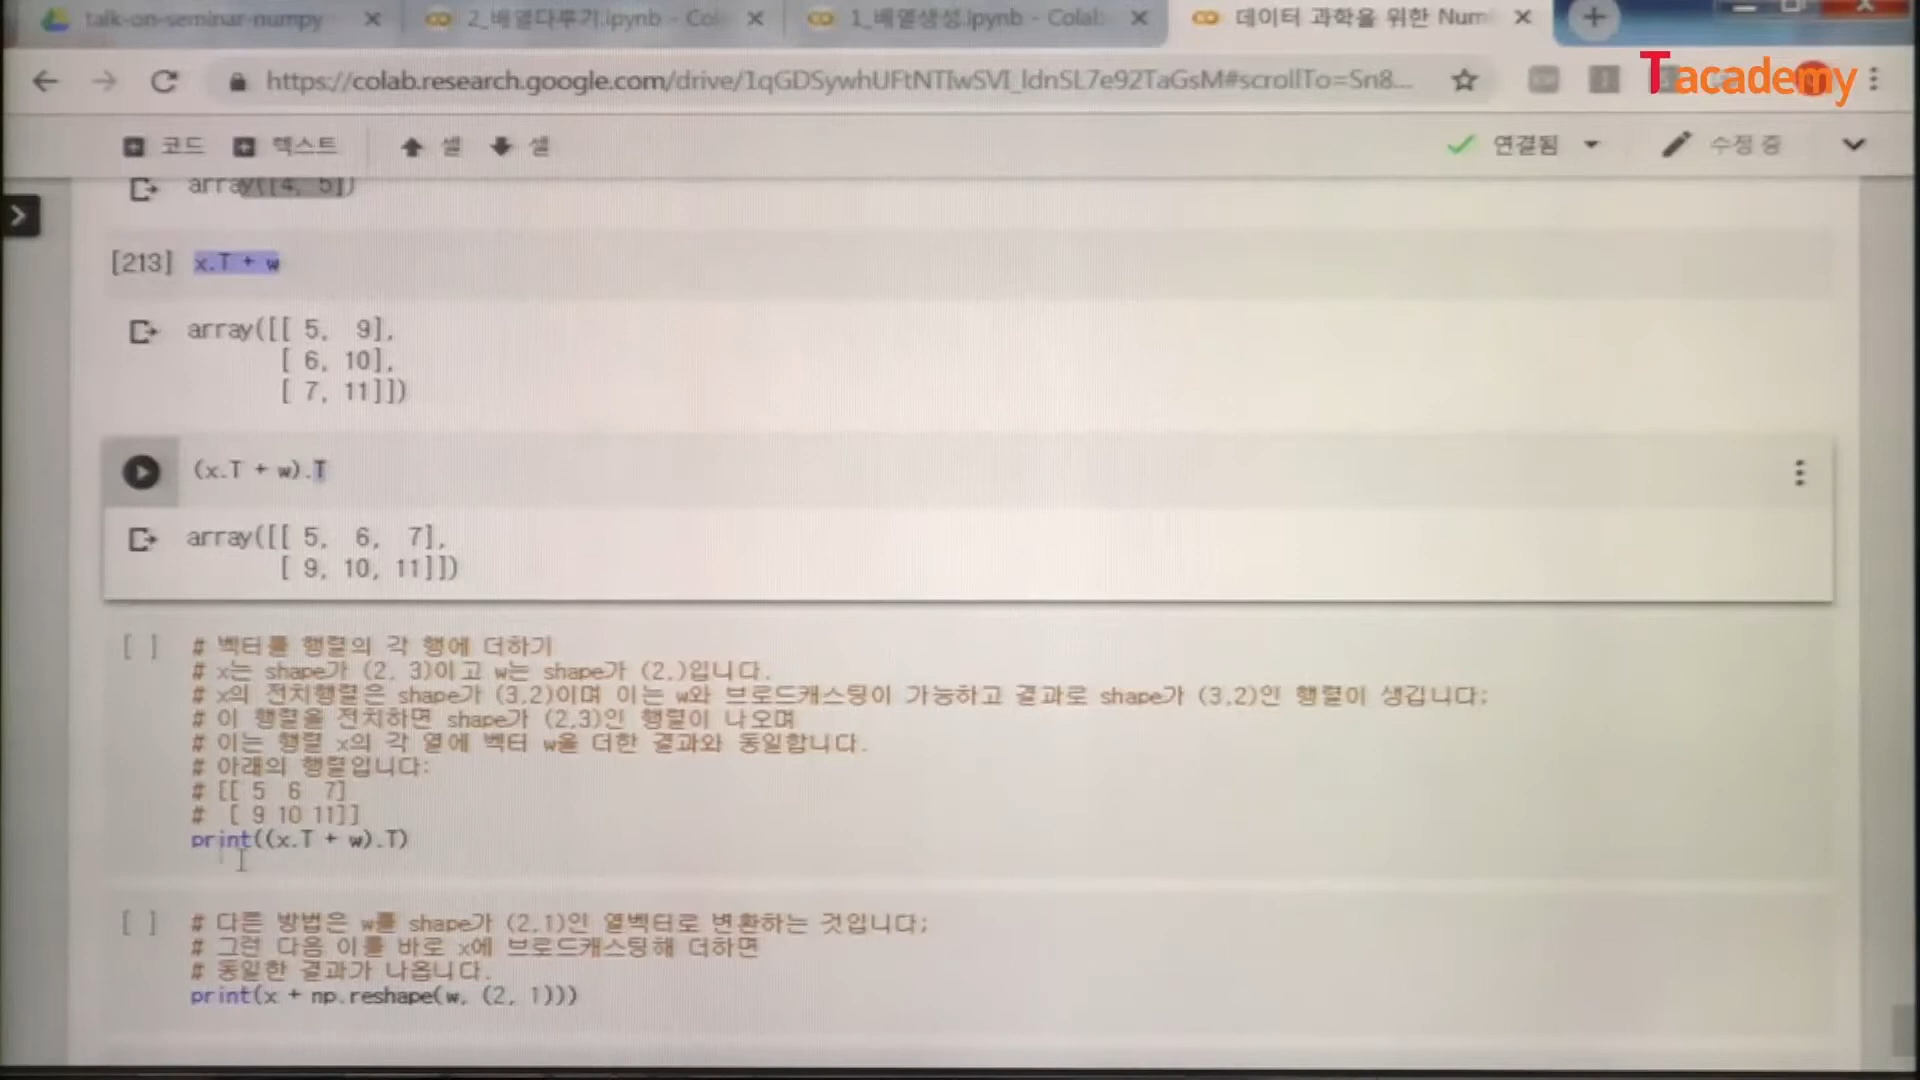 talk-on-seminar-numpy
2_배열다루기.ipynb - Col
1_배열생성.ipynb - Colab
데이터 과학을 위한 Num
https://colab.research.google.com/drive/1qGDSywhUFtNTlwSVI_ldnSL7e92TaGsM#scrollTo=Sn8...
Tacademy
코드 텍스트 셀 셀
연결됨 수정 중
array([4, 5])
[213] x.T + w
array([[ 5, 9],
[ 6, 10],
[ 7, 11]])
(x.T + w).T
array([[ 5, 6, 7],
[ 9, 10, 11]])
[ ] # 벡터를 행렬의 각 행에 더하기
# x는 shape가 (2, 3)이고 w는 shape가 (2,)입니다.
# x의 전치행렬은 shape가 (3,2)이며 이는 w와 브로드캐스팅이 가능하고 결과로 shape가 (3,2)인 행렬이 생깁니다;
# 이 행렬을 전치하면 shape가 (2,3)인 행렬이 나오며
# 이는 행렬 x의 각 열에 벡터 w을 더한 결과와 동일합니다.
# 아래의 행렬입니다:
# [[ 5 6 7]
# [ 9 10 11]]
print((x.T + w).T)
[ ] # 다른 방법은 w를 shape가 (2,1)인 열벡터로 변환하는 것입니다;
# 그런 다음 이를 바로 x에 브로드캐스팅해 더하면
# 동일한 결과가 나옵니다.
print(x + np.reshape(w, (2, 1)))